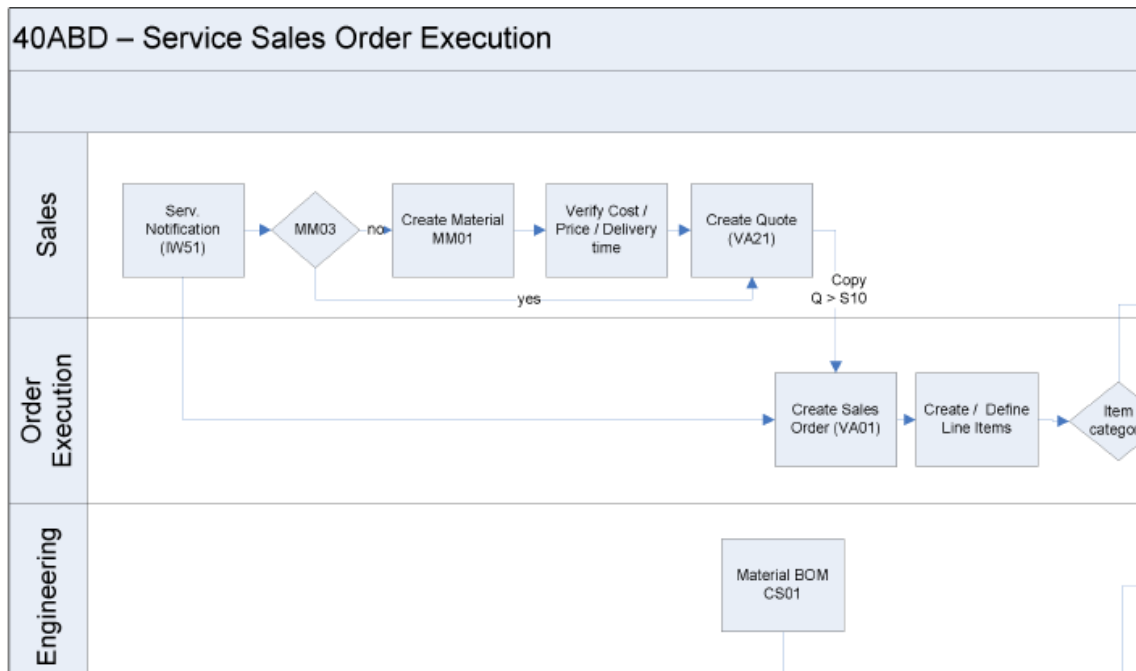 40ABD – Service Sales Order Execution
Sales
Serv.
Notification
(IW51)
MM03
no
Create Material
MM01
Verify Cost /
Price / Delivery
time
Create Quote
(VA21)
yes
Copy
Q > S10
Order
Execution
Create Sales
Order (VA01)
Create / Define
Line Items
Item
Engineering
Material BOM
CS01